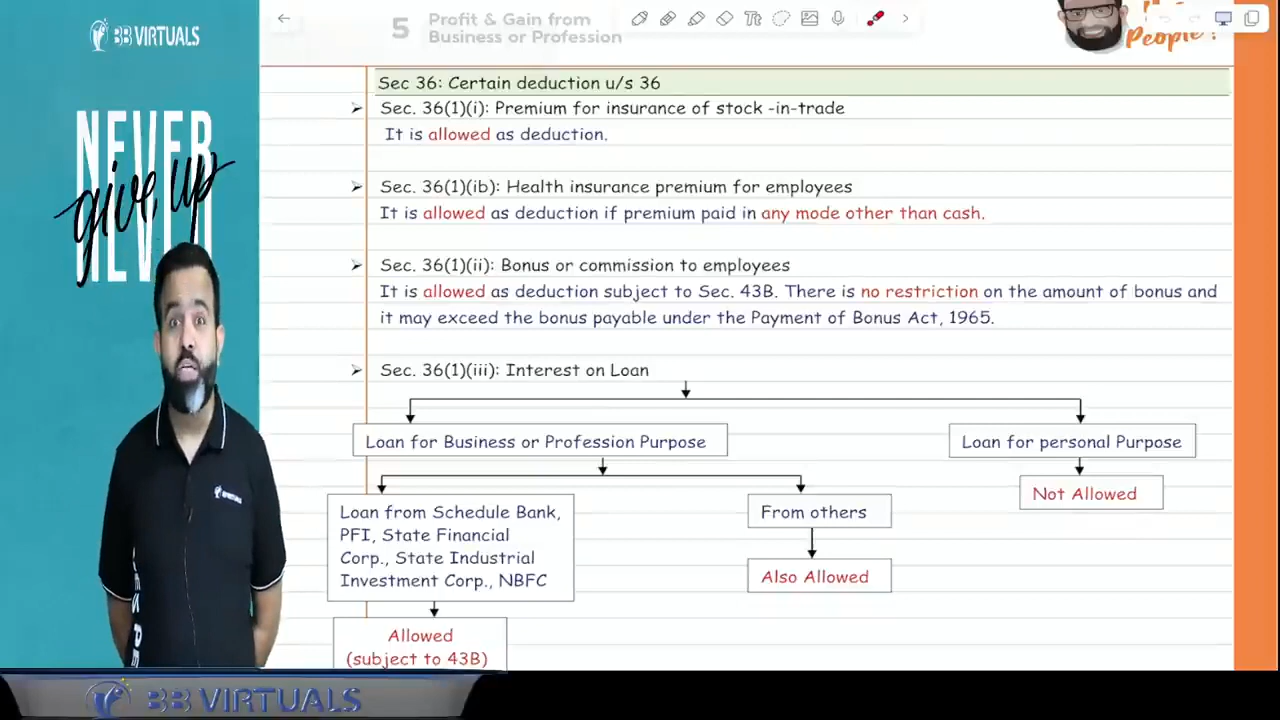 BB VIRTUALS
NEVER
give up
NEVER
5
Profit & Gain from
Business or Profession
People !
Sec 36: Certain deduction u/s 36
➢ Sec. 36(1)(i): Premium for insurance of stock -in-trade
It is allowed as deduction.
➢ Sec. 36(1)(ib): Health insurance premium for employees
It is allowed as deduction if premium paid in any mode other than cash.
➢ Sec. 36(1)(ii): Bonus or commission to employees
It is allowed as deduction subject to Sec. 43B. There is no restriction on the amount of bonus and
it may exceed the bonus payable under the Payment of Bonus Act, 1965.
➢ Sec. 36(1)(iii): Interest on Loan
Loan for Business or Profession Purpose
Loan for personal Purpose
Not Allowed
Loan from Schedule Bank,
PFI, State Financial
Corp., State Industrial
Investment Corp., NBFC
From others
Also Allowed
Allowed
(subject to 43B)
BB VIRTUALS
BB VIRTUALS